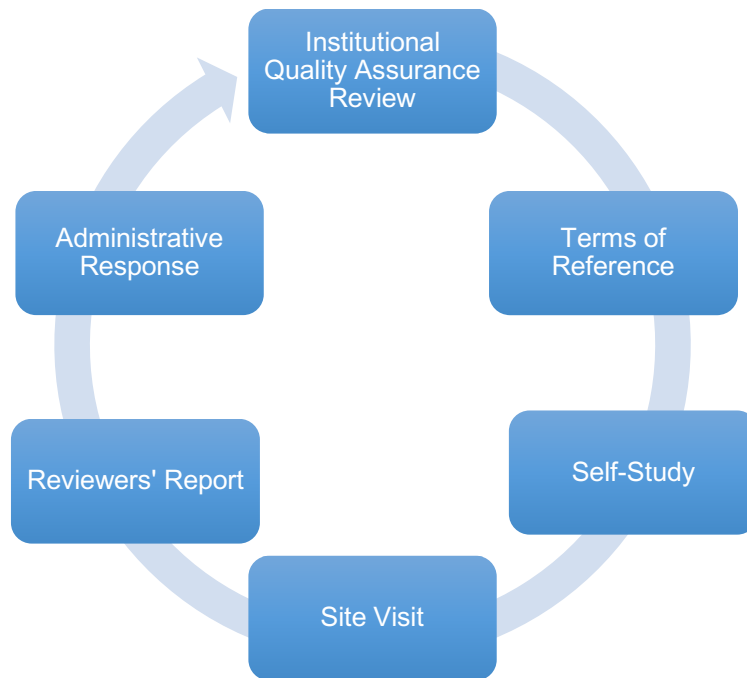 Institutional
Quality Assurance
Review
Terms of
Reference
Self-Study
Site Visit
Reviewers' Report
Administrative
Response